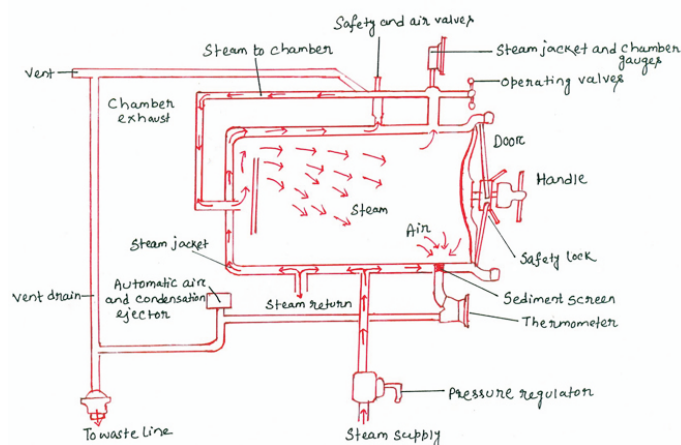 Safety and air valves
Steam to chamber
Steam jacket and chamber
gauges
Vent
Operating valves
Chamber
exhaust
Door
Handle
Steam
Air
Steam jacket
Safety lock
Automatic air
and condensation
ejector
Vent drain
Steam return
Sediment screen
Thermometer
Pressure regulator
To waste line
Steam supply